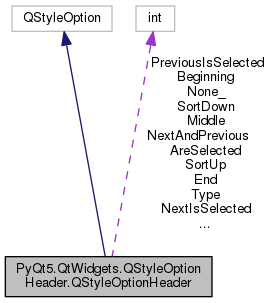 QStyleOption
int
PreviousIsSelected
Beginning
None_
SortDown
Middle
NextAndPrevious
AreSelected
SortUp
End
Type
NextIsSelected
...
PyQt5.QtWidgets.QStyleOption
Header.QStyleOptionHeader